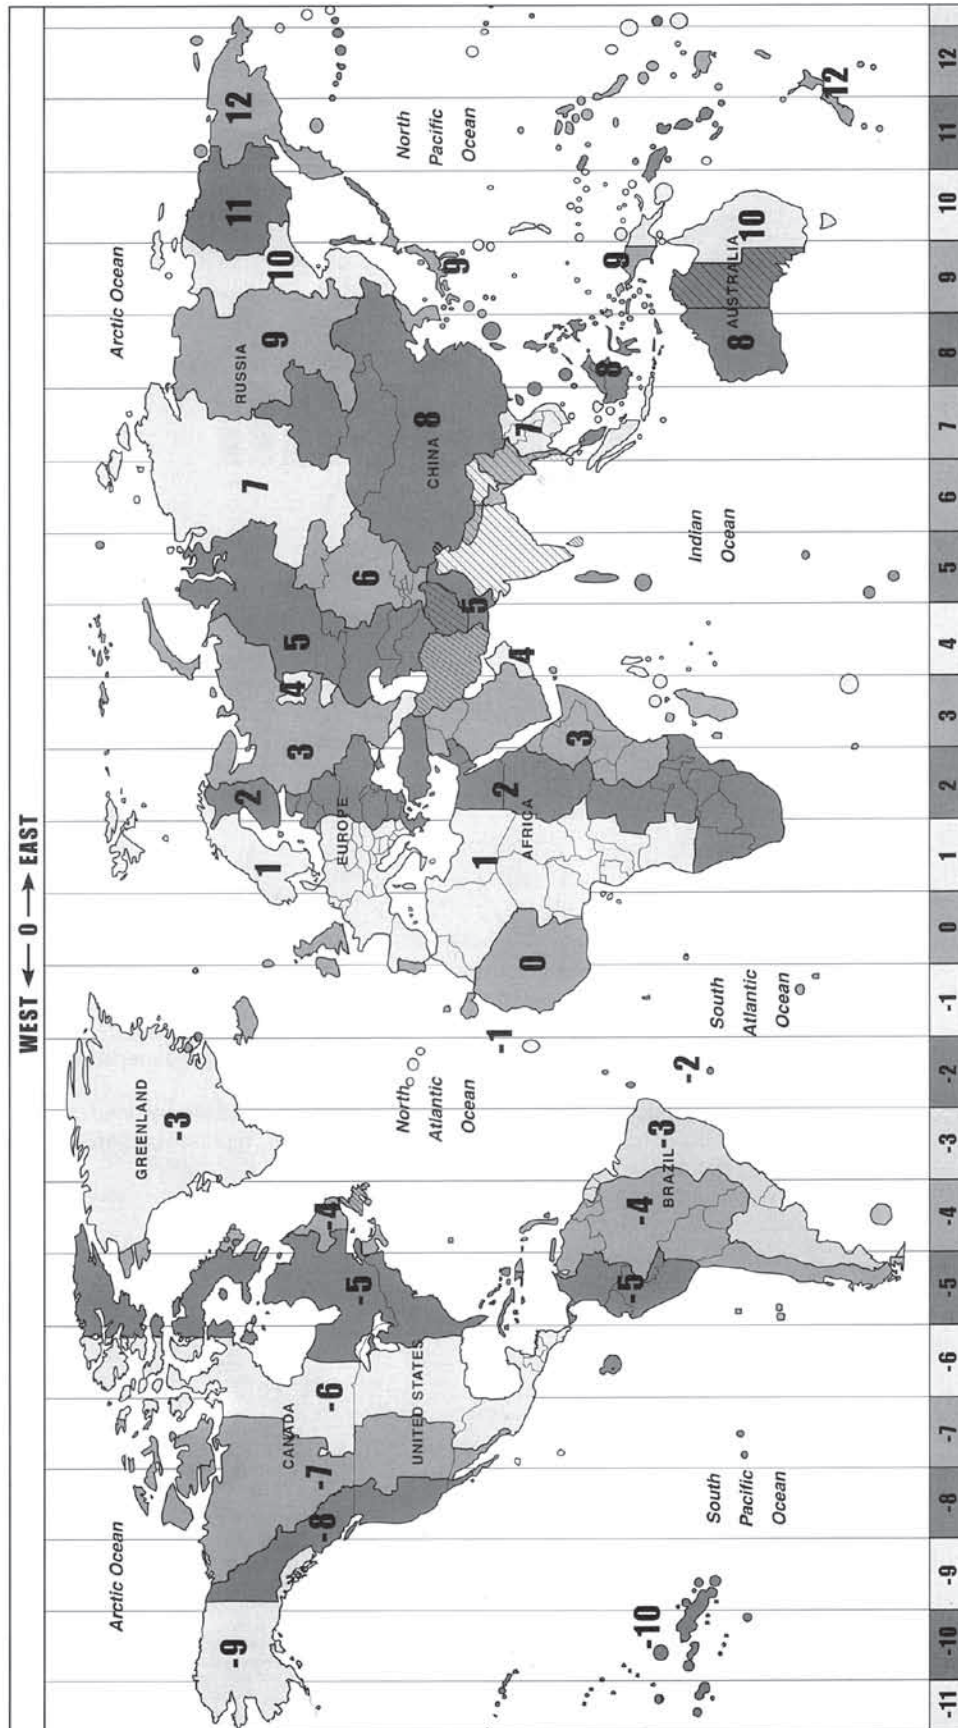 WEST ← 0 → EAST
Arctic Ocean
GREENLAND
-3
Arctic Ocean
-9
CANADA
-8
-7
-6
-5
-4
UNITED STATES
North
Atlantic
Ocean
1
2
3
4
5
7
RUSSIA
9
10
11
12
EUROPE
6
CHINA 8
North
Pacific
Ocean
9
-1
0
1
2
AFRICA
3
4
5
7
8
9
-10
-5
-4
-3
BRAZIL
-2
South
Pacific
Ocean
South
Atlantic
Ocean
Indian
Ocean
8
AUSTRALIA
10
12
-11 -10 -9 -8 -7 -6 -5 -4 -3 -2 -1 0 1 2 3 4 5 6 7 8 9 10 11 12